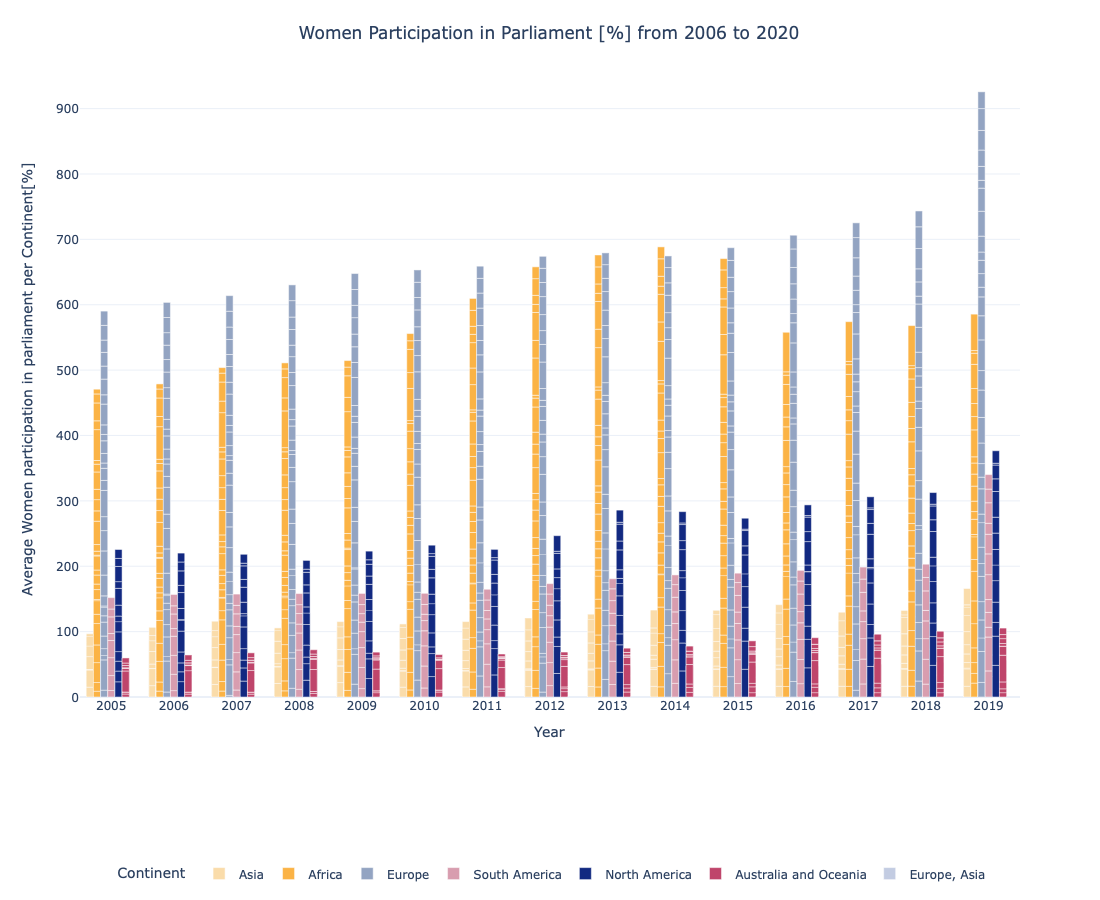 Women Participation in Parliament [%] from 2006 to 2020
Average Women participation in parliament per Continent[%]
900
800
700
600
500
400
300
200
100
0
2005 2006 2007 2008 2009 2010 2011 2012 2013 2014 2015 2016 2017 2018 2019
Year
Continent Asia Africa Europe South America North America Australia and Oceania Europe, Asia